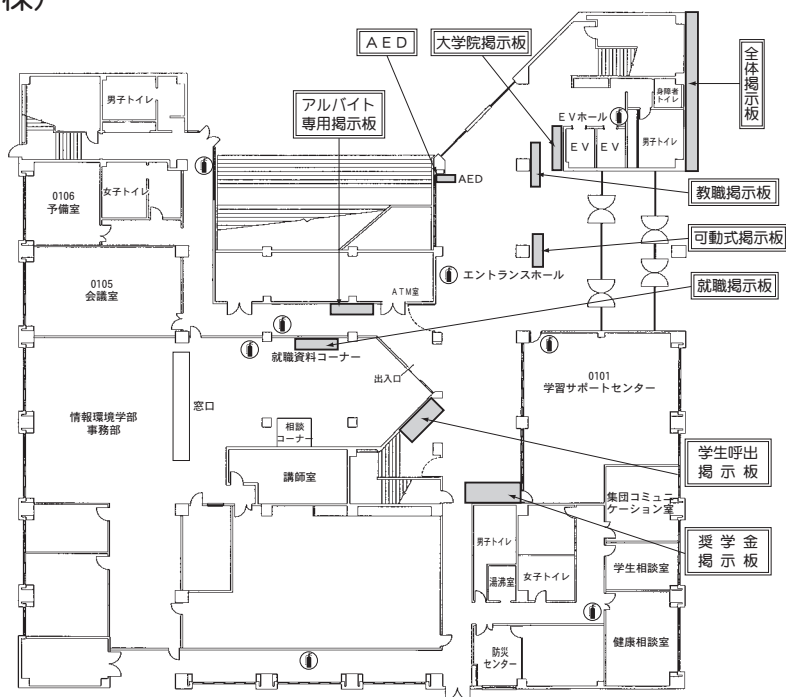 棟）
AED
大学院掲示板
全体掲示板
アルバイト
専用掲示板
男子トイレ
身障者
トイレ
EVホール
EV
EV
男子トイレ
AED
教職掲示板
0106
予備室
女子トイレ
可動式掲示板
エントランスホール
0105
会議室
ATM室
就職掲示板
就職資料コーナー
出入口
0101
学習サポートセンター
情報環境学部
事務部
窓口
相談
コーナー
学生呼出
掲示板
講師室
集団コミュニ
ケーション室
奨学金
掲示板
男子トイレ
湯沸室
女子トイレ
学生相談室
防災
センター
健康相談室